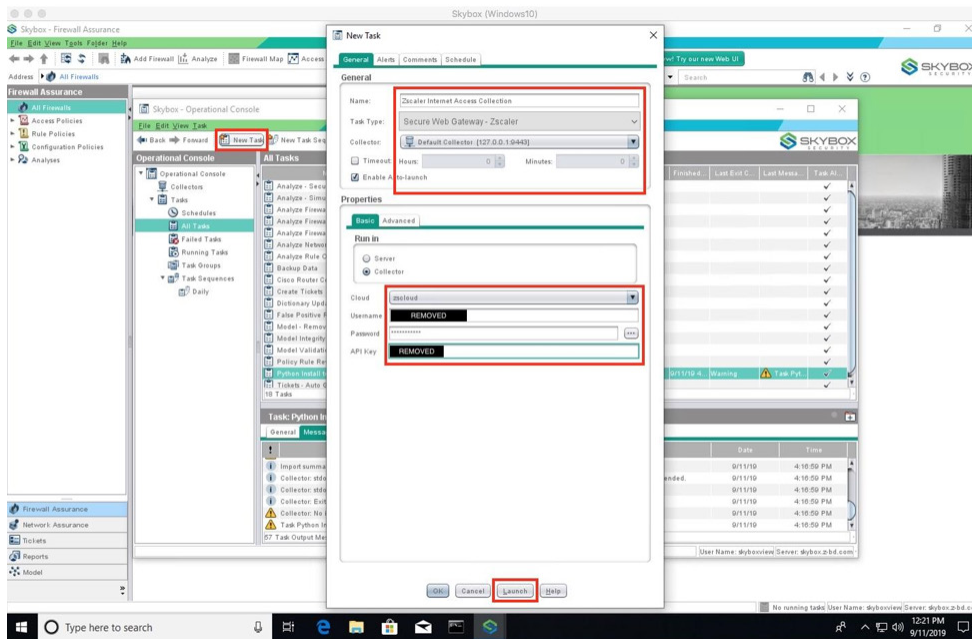 Skybox (Windows10)
Skybox - Firewall Assurance
File Edit View Tools Folder Help
Add Firewall Analyze Firewall Map Access
w! Try our new Web UI
Address All Firewalls
Search
SKYBOX
SECURITY
Firewall Assurance
All Firewalls
Access Policies
Rule Policies
Configuration Policies
Analyses
Firewall Assurance
Network Assurance
Tickets
Reports
Model
Skybox - Operational Console
File Edit View Task
Back Forward New Task New Task Seq
SKYBOX
SECURITY
Operational Console
Operational Console
Collectors
Tasks
Schedules
All Tasks
Failed Tasks
Running Tasks
Task Groups
Task Sequences
Daily
All Tasks
Finished... Last Exit C... Last Messa... Task Al...
Analyze - Secu
Analyze - Simu
Analyze Firewa
Analyze Firewa
Analyze Firewa
Analyze Networ
Analyze Rule C
Backup Data
Cisco Router C
Create Tickets
Dictionary Upda
False Positive F
Model - Remov
Model Integrity
Model Validati
Policy Rule Re
Python Install t
9/11/19 4... Warning Task Pyt...
Tickets - Auto G
18 Tasks
Task: Python In
General Messa
Date Time
Import summa 9/11/19 4:16:59 PM
Collector: stdo ended. 9/11/19 4:16:59 PM
Collector: stde 9/11/19 4:16:59 PM
Collector: Exit 9/11/19 4:16:59 PM
Collector: No i 9/11/19 4:16:59 PM
Task Python In 9/11/19 4:16:59 PM
57 Task Output Me
User Name: skyboxview Server: skybox.z-bd.com
New Task
General Alerts Comments Schedule
General
Name: Zscaler Internet Access Collection
Task Type: Secure Web Gateway - Zscaler
Collector: Default Collector [127.0.0.1:9443]
Timeout Hours: 0 Minutes: 0
Enable Auto-launch
Properties
Basic Advanced
Run in
Server
Collector
Cloud zscloud
Username REMOVED
Password ***********
API Key REMOVED
OK Cancel Launch Help
No running tasks User Name: skyboxview Server: skybox.z-bd.com
Type here to search
12:21 PM
9/11/2019